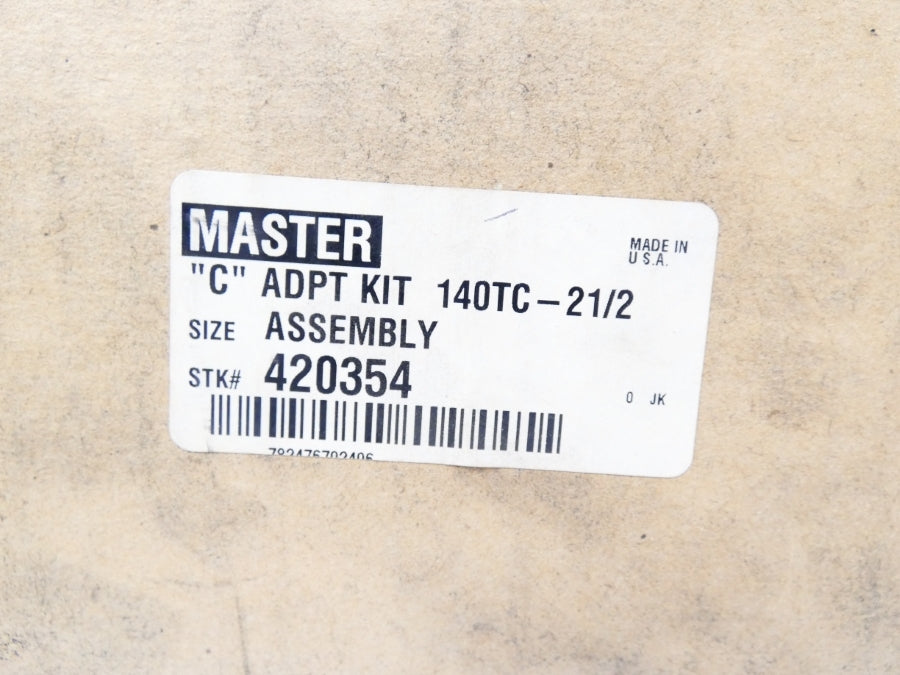 MASTER
MADE IN
U S.A.
"C" ADPT KIT 140TC – 21/2
SIZE ASSEMBLY
STK# 420354
0 JK